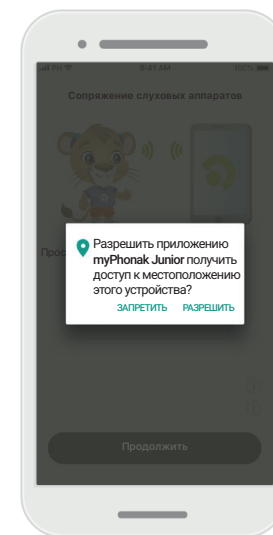 9:41 AM
100%
Сопряжение слуховых аппаратов
Разрешить приложению
myPhonak Junior получить
доступ к местоположению
этого устройства?
ЗАПРЕТИТЬ РАЗРЕШИТЬ
Продолжить